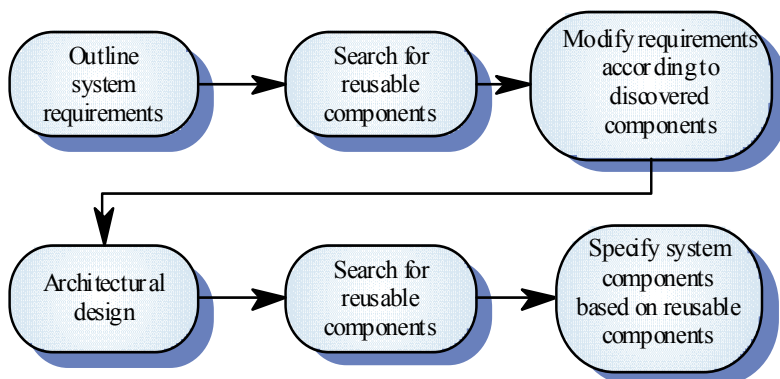 Outline
system
requirements
Search for
reusable
components
Modify requirements
according to
discovered
components
Architectural
design
Search for
reusable
components
Specify system
components
based on reusable
components